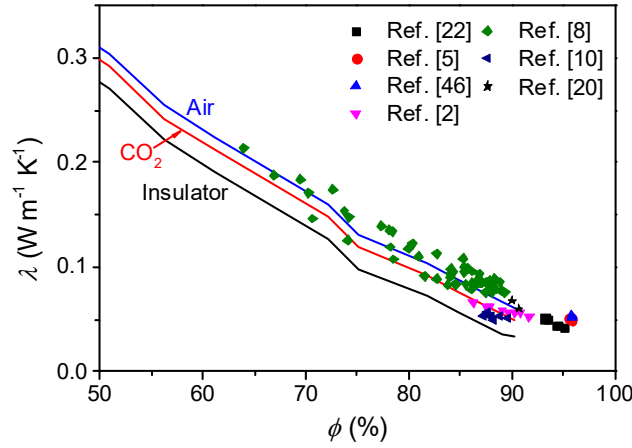 0.3
0.2
0.1
0.0
50
60
70
80
90
100
λ (W m⁻¹ K⁻¹)
ϕ (%)
Air
CO₂
Insulator
Ref. [22]
Ref. [5]
Ref. [46]
Ref. [2]
Ref. [8]
Ref. [10]
Ref. [20]